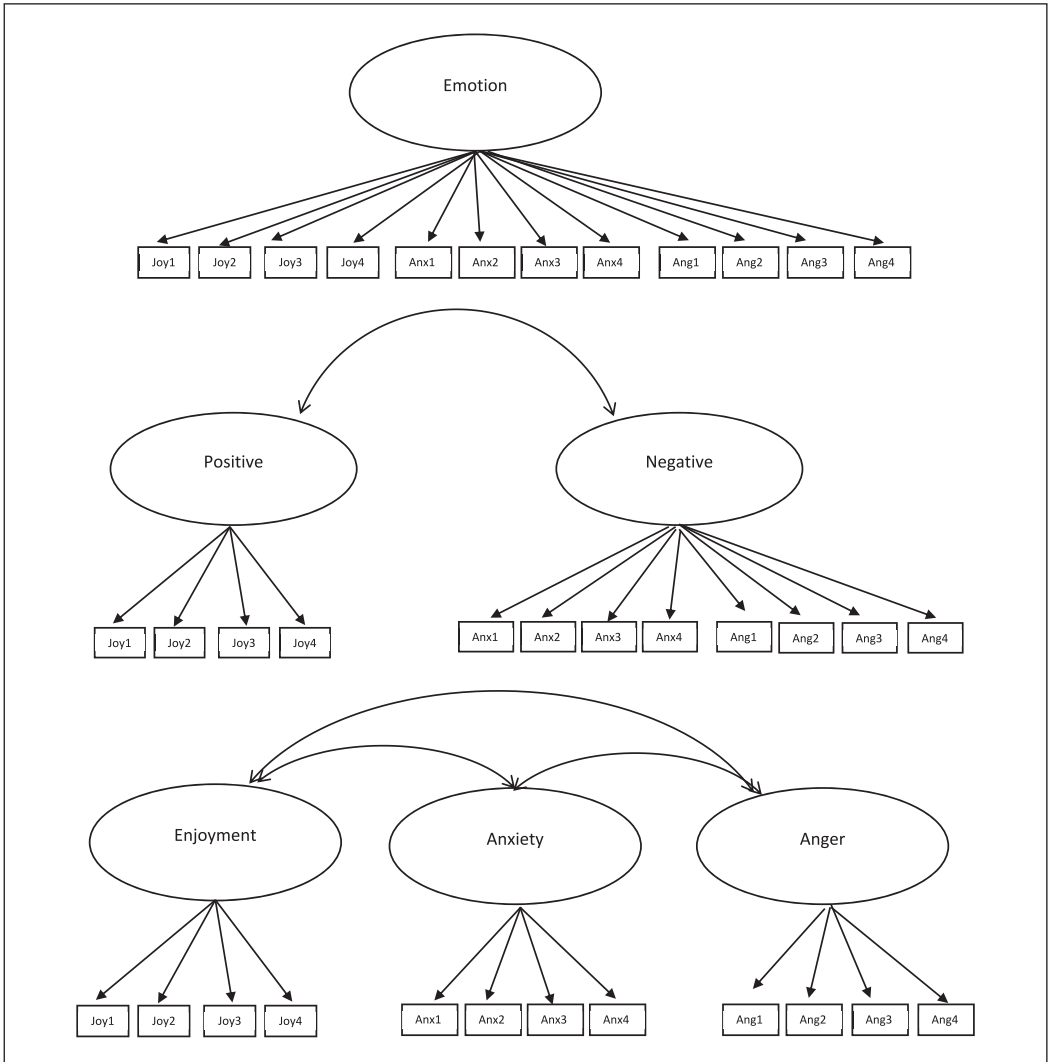 Emotion
Joy1 Joy2 Joy3 Joy4 Anx1 Anx2 Anx3 Anx4 Ang1 Ang2 Ang3 Ang4
Positive Negative
Joy1 Joy2 Joy3 Joy4 Anx1 Anx2 Anx3 Anx4 Ang1 Ang2 Ang3 Ang4
Enjoyment Anxiety Anger
Joy1 Joy2 Joy3 Joy4 Anx1 Anx2 Anx3 Anx4 Ang1 Ang2 Ang3 Ang4